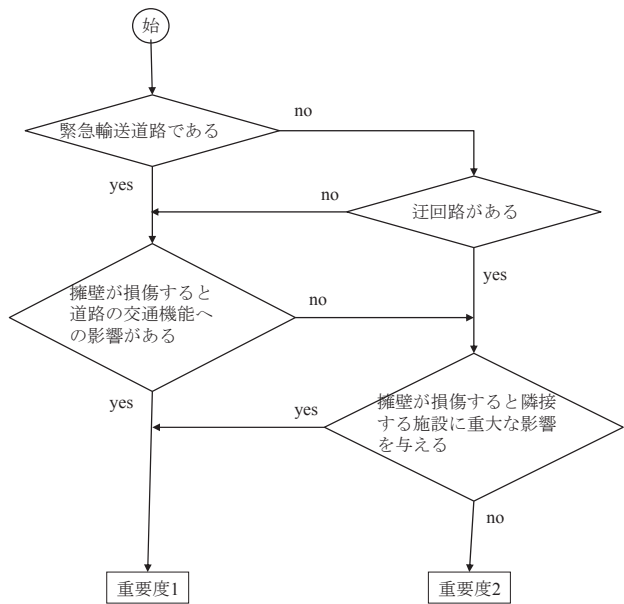 始
緊急輸送道路である
no
yes
no
迂回路がある
yes
擁壁が損傷すると
道路の交通機能へ
の影響がある
no
yes
yes
擁壁が損傷すると隣接
する施設に重大な影響
を与える
no
重要度1
重要度2